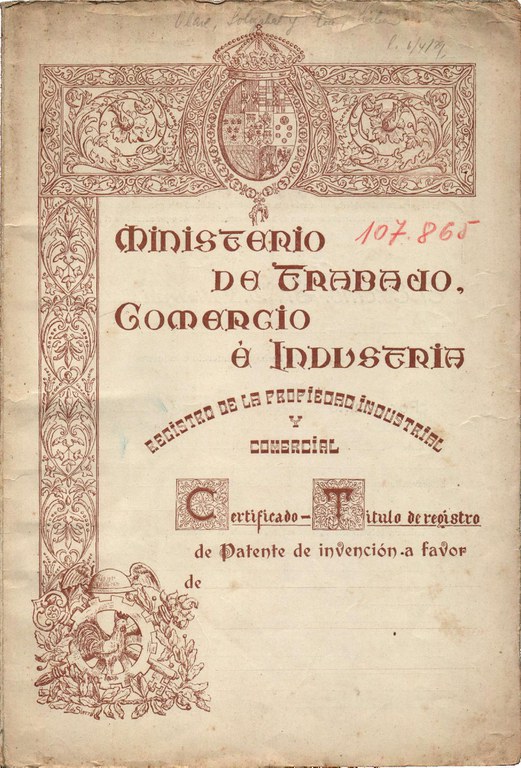 107.865
Ministerio
de Trabajo,
Comercio
é Industria
Registro de la Propiedad Industrial
y
Comercial
Certificado-Título de registro
de Patente de invención a favor
de